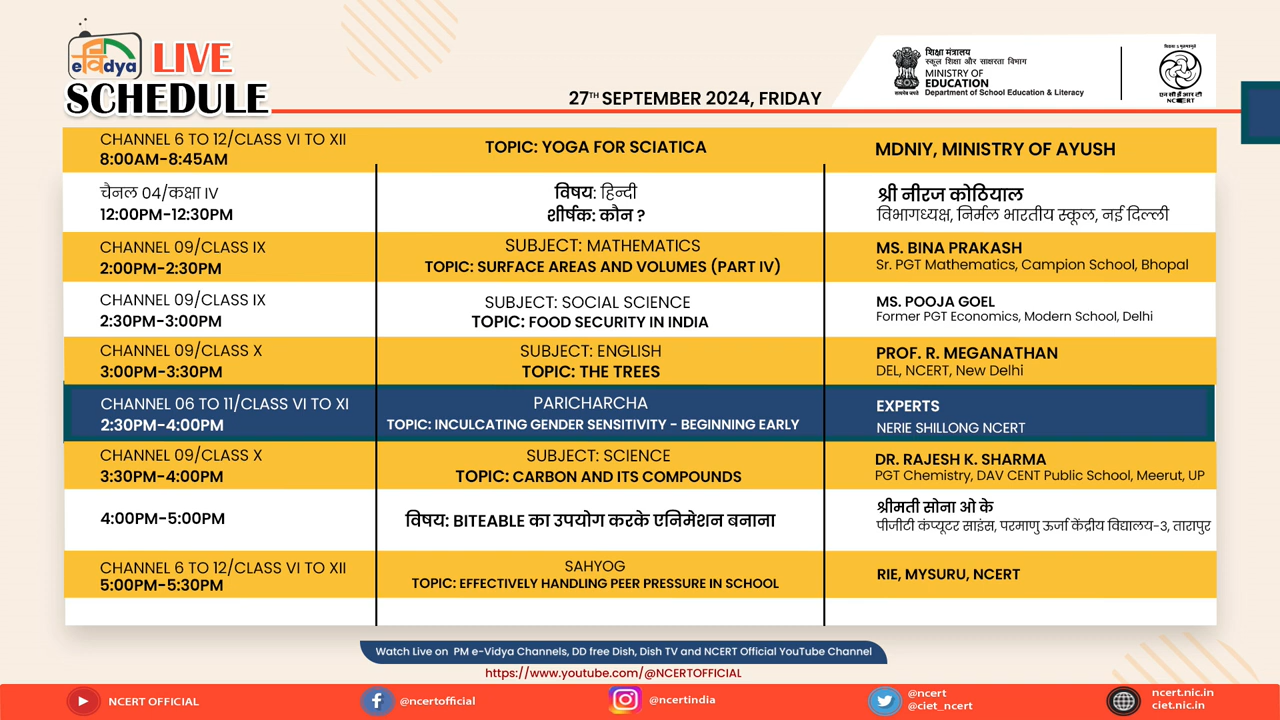 eविdya LIVE
SCHEDULE
27TH SEPTEMBER 2024, FRIDAY
शिक्षा मंत्रालय
स्कूल शिक्षा और साक्षरता विभाग
MINISTRY OF
EDUCATION
Department of School Education & Literacy
सत्यमेव जयते
एन सी ई आर टी
NCERT
CHANNEL 6 TO 12/CLASS VI TO XII
8:00AM-8:45AM
TOPIC: YOGA FOR SCIATICA
MDNIY, MINISTRY OF AYUSH
चैनल 04/कक्षा IV
12:00PM-12:30PM
विषय: हिन्दी
शीर्षक: कौन ?
श्री नीरज कोठियाल
विभागध्यक्ष, निर्मल भारतीय स्कूल, नई दिल्ली
CHANNEL 09/CLASS IX
2:00PM-2:30PM
SUBJECT: MATHEMATICS
TOPIC: SURFACE AREAS AND VOLUMES (PART IV)
MS. BINA PRAKASH
Sr. PGT Mathematics, Campion School, Bhopal
CHANNEL 09/CLASS IX
2:30PM-3:00PM
SUBJECT: SOCIAL SCIENCE
TOPIC: FOOD SECURITY IN INDIA
MS. POOJA GOEL
Former PGT Economics, Modern School, Delhi
CHANNEL 09/CLASS X
3:00PM-3:30PM
SUBJECT: ENGLISH
TOPIC: THE TREES
PROF. R. MEGANATHAN
DEL, NCERT, New Delhi
CHANNEL 06 TO 11/CLASS VI TO XI
2:30PM-4:00PM
PARICHARCHA
TOPIC: INCULCATING GENDER SENSITIVITY - BEGINNING EARLY
EXPERTS
NERIE SHILLONG NCERT
CHANNEL 09/CLASS X
3:30PM-4:00PM
SUBJECT: SCIENCE
TOPIC: CARBON AND ITS COMPOUNDS
DR. RAJESH K. SHARMA
PGT Chemistry, DAV CENT Public School, Meerut, UP
4:00PM-5:00PM
विषय: BITEABLE का उपयोग करके एनिमेशन बनाना
श्रीमती सोना ओ के
पीजीटी कंप्यूटर साइंस, परमाणु ऊर्जा केंद्रीय विद्यालय-3, तारापुर
CHANNEL 6 TO 12/CLASS VI TO XII
5:00PM-5:30PM
SAHYOG
TOPIC: EFFECTIVELY HANDLING PEER PRESSURE IN SCHOOL
RIE, MYSURU, NCERT
Watch Live on PM e-Vidya Channels, DD free Dish, Dish TV and NCERT Official YouTube Channel
https://www.youtube.com/@NCERTOFFICIAL
NCERT OFFICIAL
@ncertofficial
@ncertindia
@ncert
@ciet_ncert
ncert.nic.in
ciet.nic.in